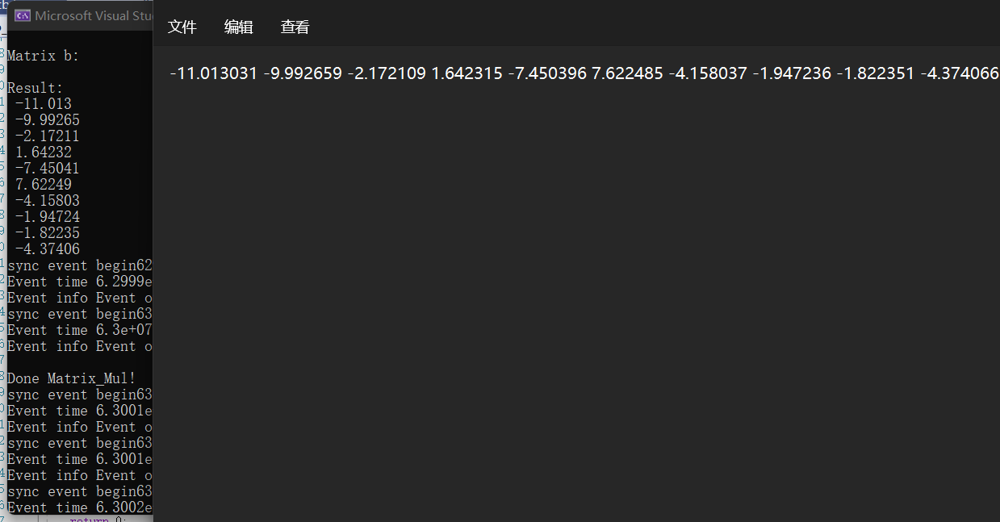 Microsoft Visual Stu
Matrix b:
Result:
-11.013
-9.99265
-2.17211
1.64232
-7.45041
7.62249
-4.15803
-1.94724
-1.82235
-4.37406
sync event begin62
Event time 6.2999e
Event info Event o
sync event begin63
Event time 6.3e+07
Event info Event o
Done Matrix_Mul!
sync event begin63
Event time 6.3001e
Event info Event o
sync event begin63
Event time 6.3001e
Event info Event o
sync event begin63
Event time 6.3002e
return 0;
文件 编辑 查看
-11.013031 -9.992659 -2.172109 1.642315 -7.450396 7.622485 -4.158037 -1.947236 -1.822351 -4.374066